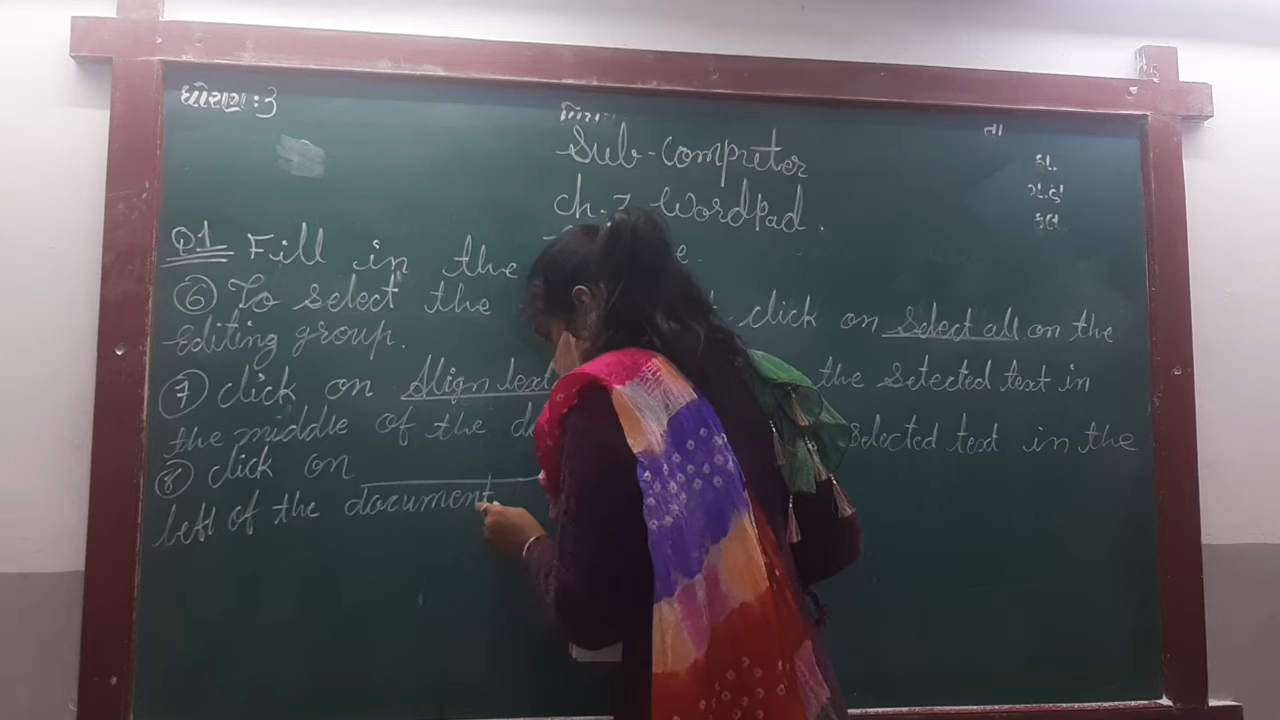 ધોરણ : 3
તા
Sub - computer
ch. 7 WordPad.
Q1 Fill in the
⑥ To select the click on Select all on the
Editing group.
⑦ click on Align text the selected text in
the middle of the
⑧ click on ________ selected text in the
left of the document